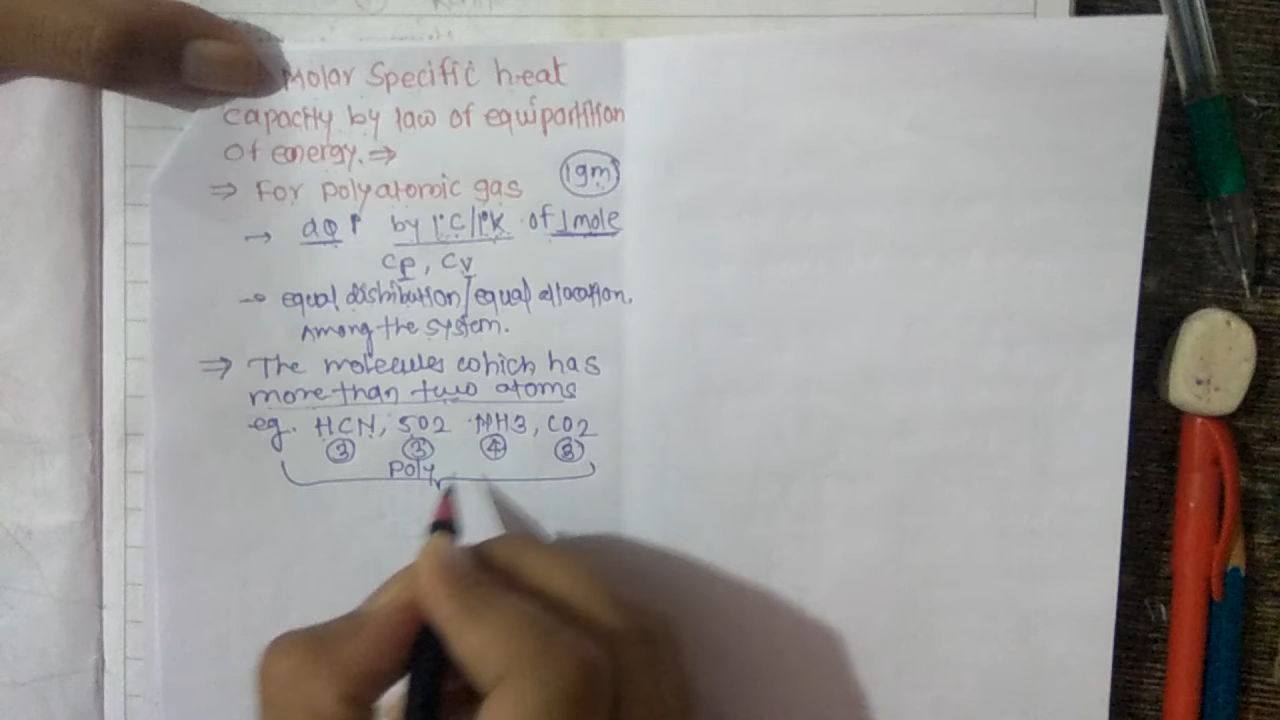 Molar Specific heat
capacity by law of equipartition
of energy. ⇒
⇒ For polyatomic gas
1gm
→ dQ ↑ by 1°C/1°K of 1 mole
Cp, Cv
→ equal distribution/equal allocation.
Among the system.
⇒ The molecules which has
more than two atoms
eg. HCN, SO2 NH3, CO2
3 3 4 3
Poly